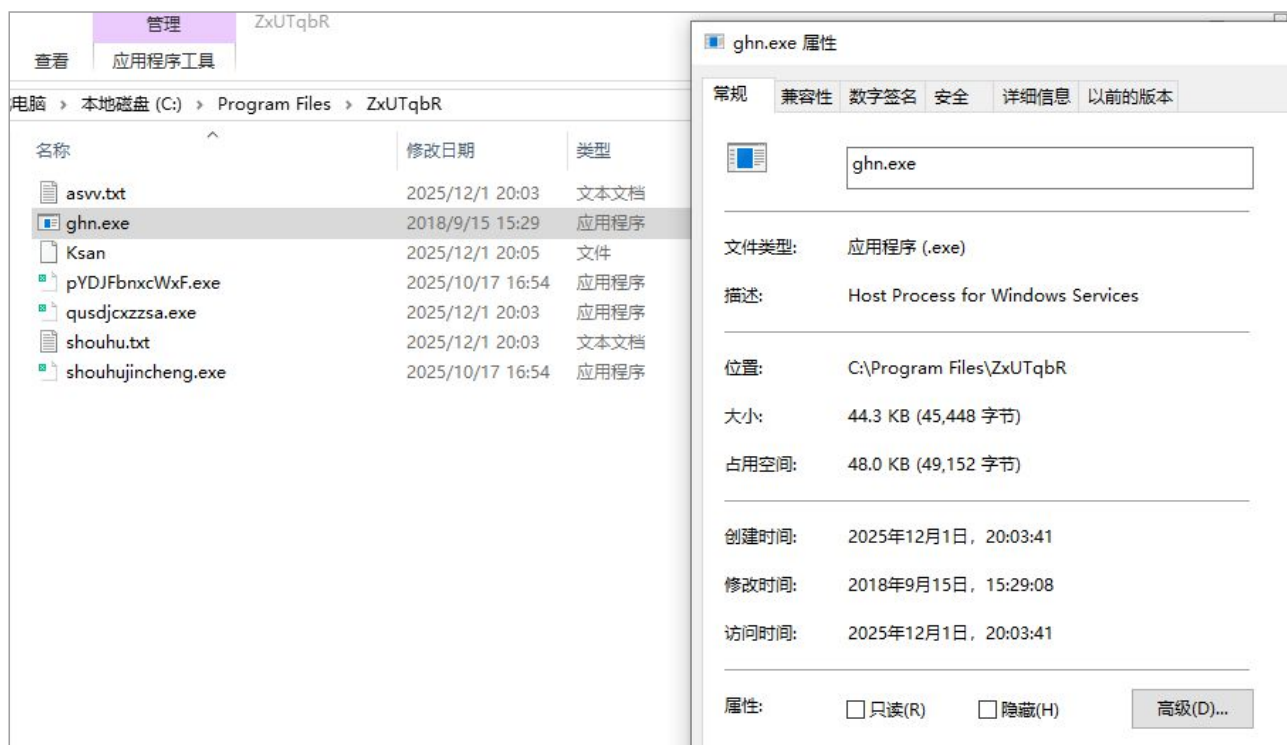 管理 ZxUTqbR
查看 应用程序工具
电脑 › 本地磁盘 (C:) › Program Files › ZxUTqbR
名称 修改日期 类型
asvv.txt 2025/12/1 20:03 文本文档
ghn.exe 2018/9/15 15:29 应用程序
Ksan 2025/12/1 20:05 文件
pYDJFbnxcWxF.exe 2025/10/17 16:54 应用程序
qusdjcxzzsa.exe 2025/12/1 20:03 应用程序
shouhu.txt 2025/12/1 20:03 文本文档
shouhujincheng.exe 2025/10/17 16:54 应用程序
ghn.exe 属性
常规 兼容性 数字签名 安全 详细信息 以前的版本
ghn.exe
文件类型: 应用程序 (.exe)
描述: Host Process for Windows Services
位置: C:\Program Files\ZxUTqbR
大小: 44.3 KB (45,448 字节)
占用空间: 48.0 KB (49,152 字节)
创建时间: 2025年12月1日，20:03:41
修改时间: 2018年9月15日，15:29:08
访问时间: 2025年12月1日，20:03:41
属性: 只读(R) 隐藏(H) 高级(D)...